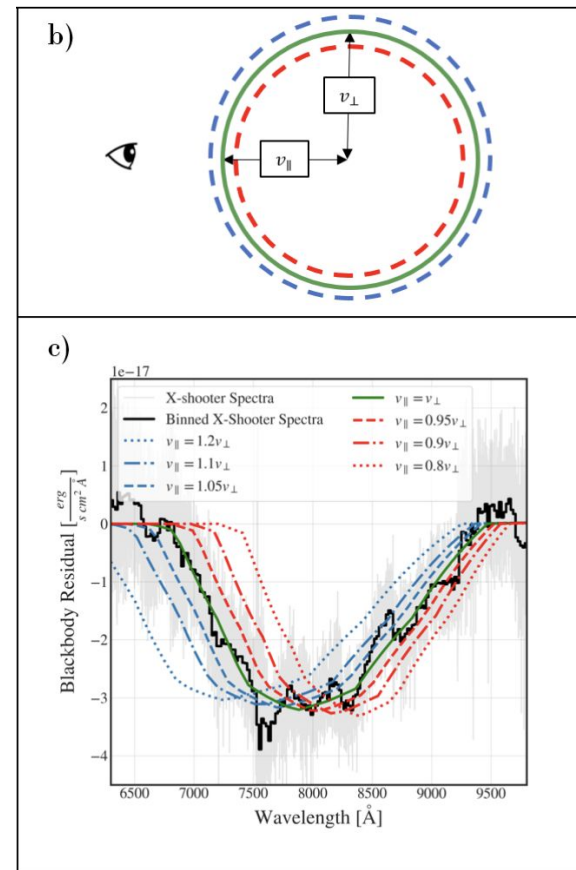 b)
v⊥
v∥
c)
1e−17
X-shooter Spectra
Binned X-Shooter Spectra
v∥ = 1.2v⊥
v∥ = 1.1v⊥
v∥ = 1.05v⊥
v∥ = v⊥
v∥ = 0.95v⊥
v∥ = 0.9v⊥
v∥ = 0.8v⊥
2
1
0
−1
−2
−3
−4
Blackbody Residual [erg / s cm² Å]
6500 7000 7500 8000 8500 9000 9500
Wavelength [Å]